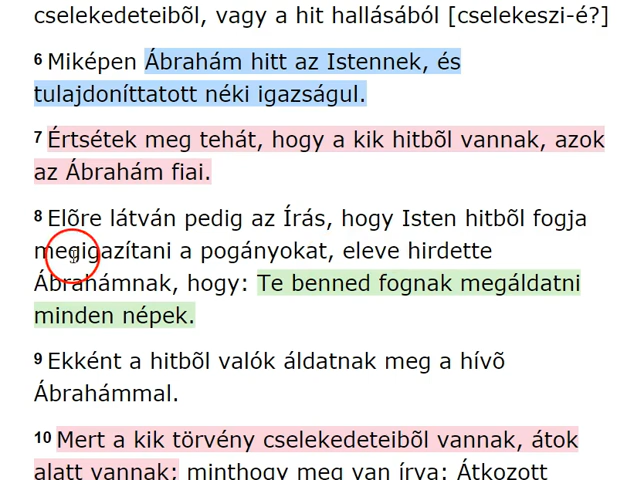 cselekedeteibõl, vagy a hit hallásából [cselekeszi-é?]
6 Miképen Ábrahám hitt az Istennek, és
tulajdoníttatott néki igazságul.
7 Értsétek meg tehát, hogy a kik hitbõl vannak, azok
az Ábrahám fiai.
8 Elõre látván pedig az Írás, hogy Isten hitbõl fogja
megigazítani a pogányokat, eleve hirdette
Ábrahámnak, hogy: Te benned fognak megáldatni
minden népek.
9 Ekként a hitbõl valók áldatnak meg a hívõ
Ábrahámmal.
10 Mert a kik törvény cselekedeteibõl vannak, átok
alatt vannak; minthogy meg van írva: Átkozott